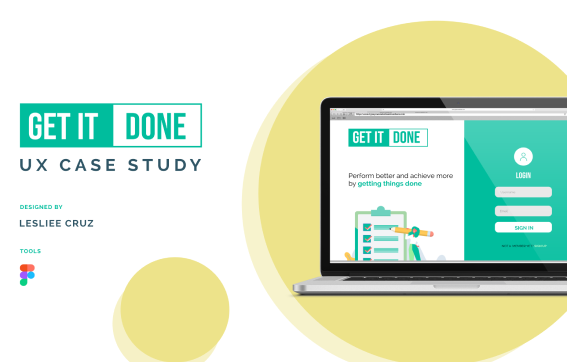 GET IT DONE
UX CASE STUDY
DESIGNED BY
LESLIEE CRUZ
TOOLS
GET IT DONE
Perform better and achieve more
by getting things done
LOGIN
SIGN IN